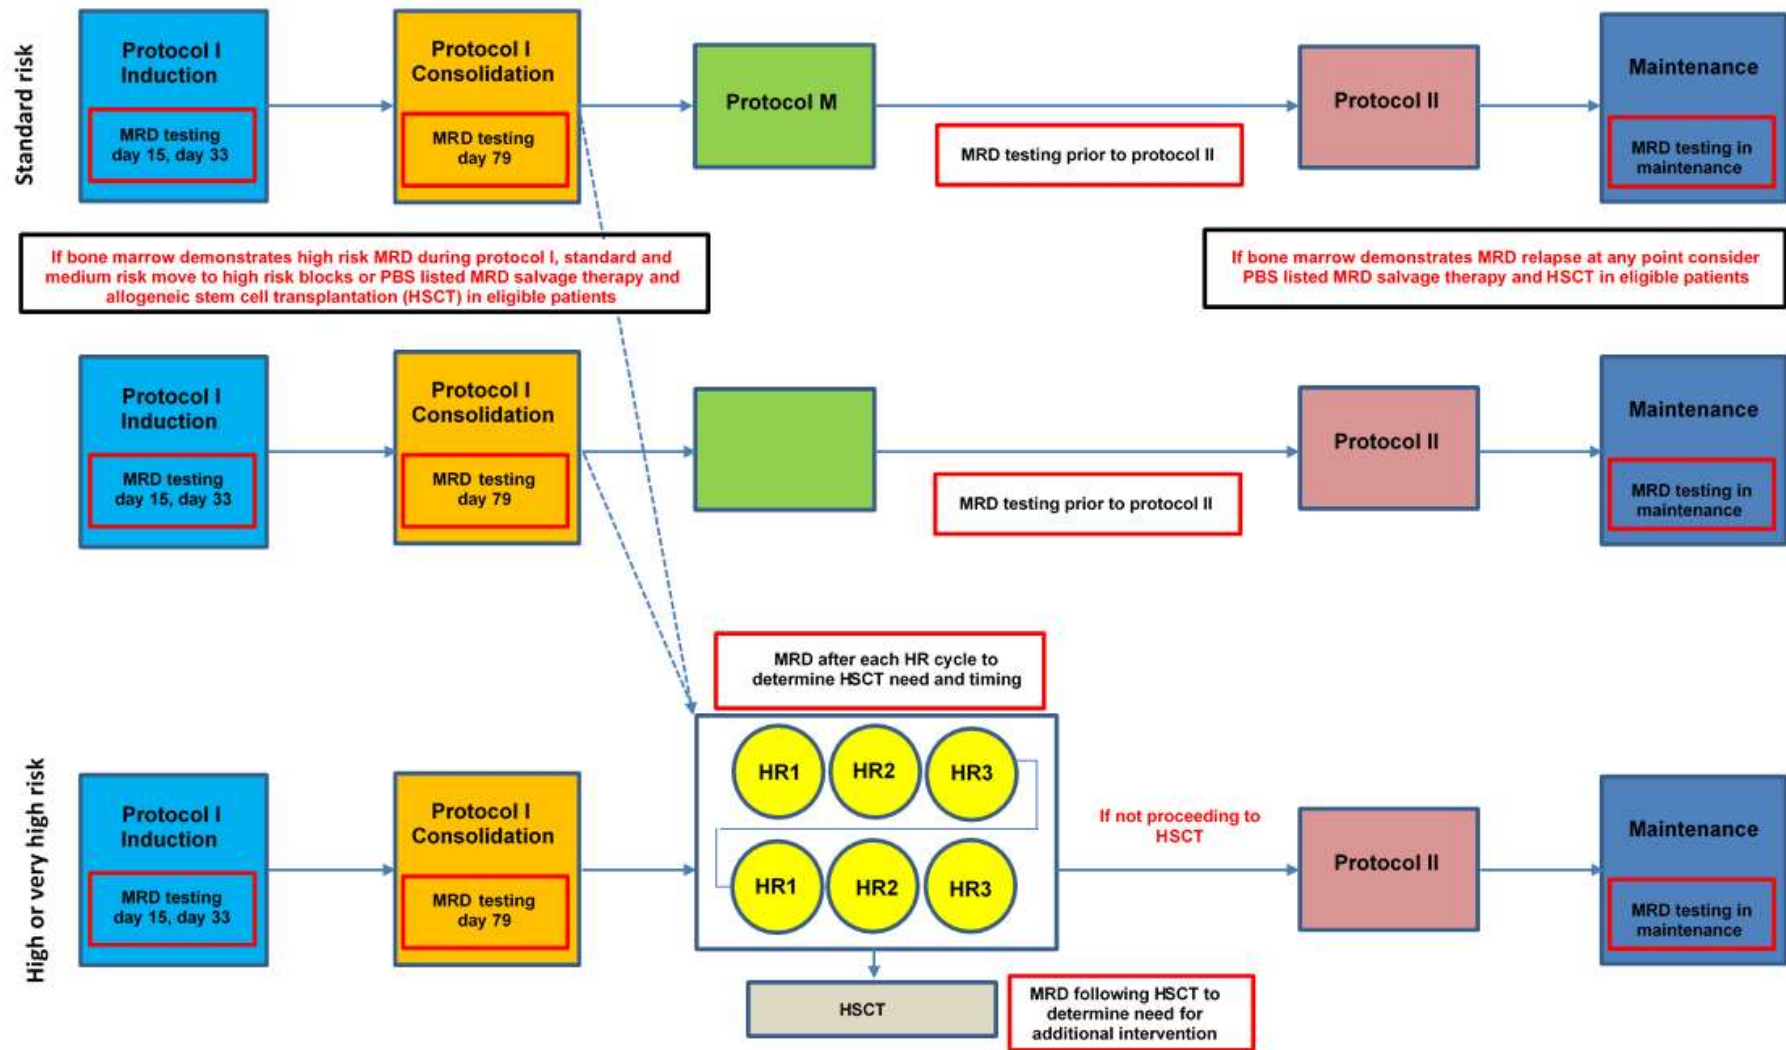 Standard risk
Protocol I
Induction
MRD testing
day 15, day 33
Protocol I
Consolidation
MRD testing
day 79
Protocol M
MRD testing prior to protocol II
Protocol II
Maintenance
MRD testing in
maintenance
If bone marrow demonstrates high risk MRD during protocol I, standard and
medium risk move to high risk blocks or PBS listed MRD salvage therapy and
allogeneic stem cell transplantation (HSCT) in eligible patients
If bone marrow demonstrates MRD relapse at any point consider
PBS listed MRD salvage therapy and HSCT in eligible patients
Protocol I
Induction
MRD testing
day 15, day 33
Protocol I
Consolidation
MRD testing
day 79
MRD testing prior to protocol II
Protocol II
Maintenance
MRD testing in
maintenance
High or very high risk
Protocol I
Induction
MRD testing
day 15, day 33
Protocol I
Consolidation
MRD testing
day 79
MRD after each HR cycle to
determine HSCT need and timing
HR1
HR2
HR3
HR1
HR2
HR3
If not proceeding to
HSCT
Protocol II
Maintenance
MRD testing in
maintenance
HSCT
MRD following HSCT to
determine need for
additional intervention